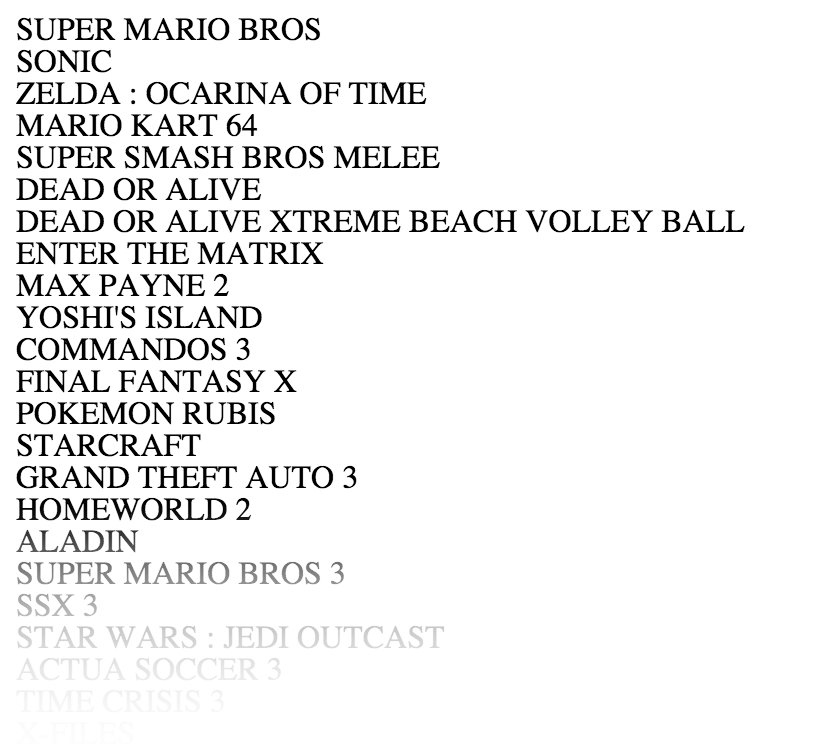 SUPER MARIO BROS
SONIC
ZELDA : OCARINA OF TIME
MARIO KART 64
SUPER SMASH BROS MELEE
DEAD OR ALIVE
DEAD OR ALIVE XTREME BEACH VOLLEY BALL
ENTER THE MATRIX
MAX PAYNE 2
YOSHI'S ISLAND
COMMANDOS 3
FINAL FANTASY X
POKEMON RUBIS
STARCRAFT
GRAND THEFT AUTO 3
HOMEWORLD 2
ALADIN
SUPER MARIO BROS 3
SSX 3
STAR WARS : JEDI OUTCAST
ACTUA SOCCER 3
TIME CRISIS 3
X-FILES